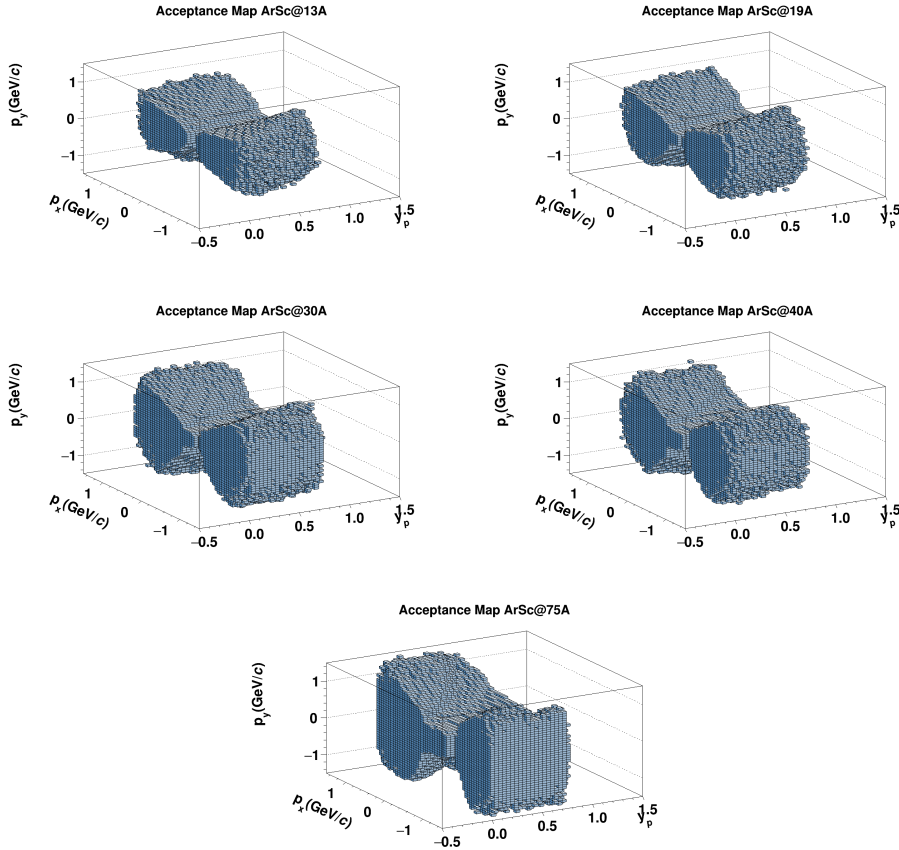 Acceptance Map ArSc@13A
p_y(GeV/c)
1
0
−1
1
0
−1
p_x(GeV/c)
−0.5
0.0
0.5
1.0
1.5
y_p
Acceptance Map ArSc@19A
p_y(GeV/c)
1
0
−1
1
0
−1
p_x(GeV/c)
−0.5
0.0
0.5
1.0
1.5
y_p
Acceptance Map ArSc@30A
p_y(GeV/c)
1
0
−1
1
0
−1
p_x(GeV/c)
−0.5
0.0
0.5
1.0
1.5
y_p
Acceptance Map ArSc@40A
p_y(GeV/c)
1
0
−1
1
0
−1
p_x(GeV/c)
−0.5
0.0
0.5
1.0
1.5
y_p
Acceptance Map ArSc@75A
p_y(GeV/c)
1
0
−1
1
0
−1
p_x(GeV/c)
−0.5
0.0
0.5
1.0
1.5
y_p